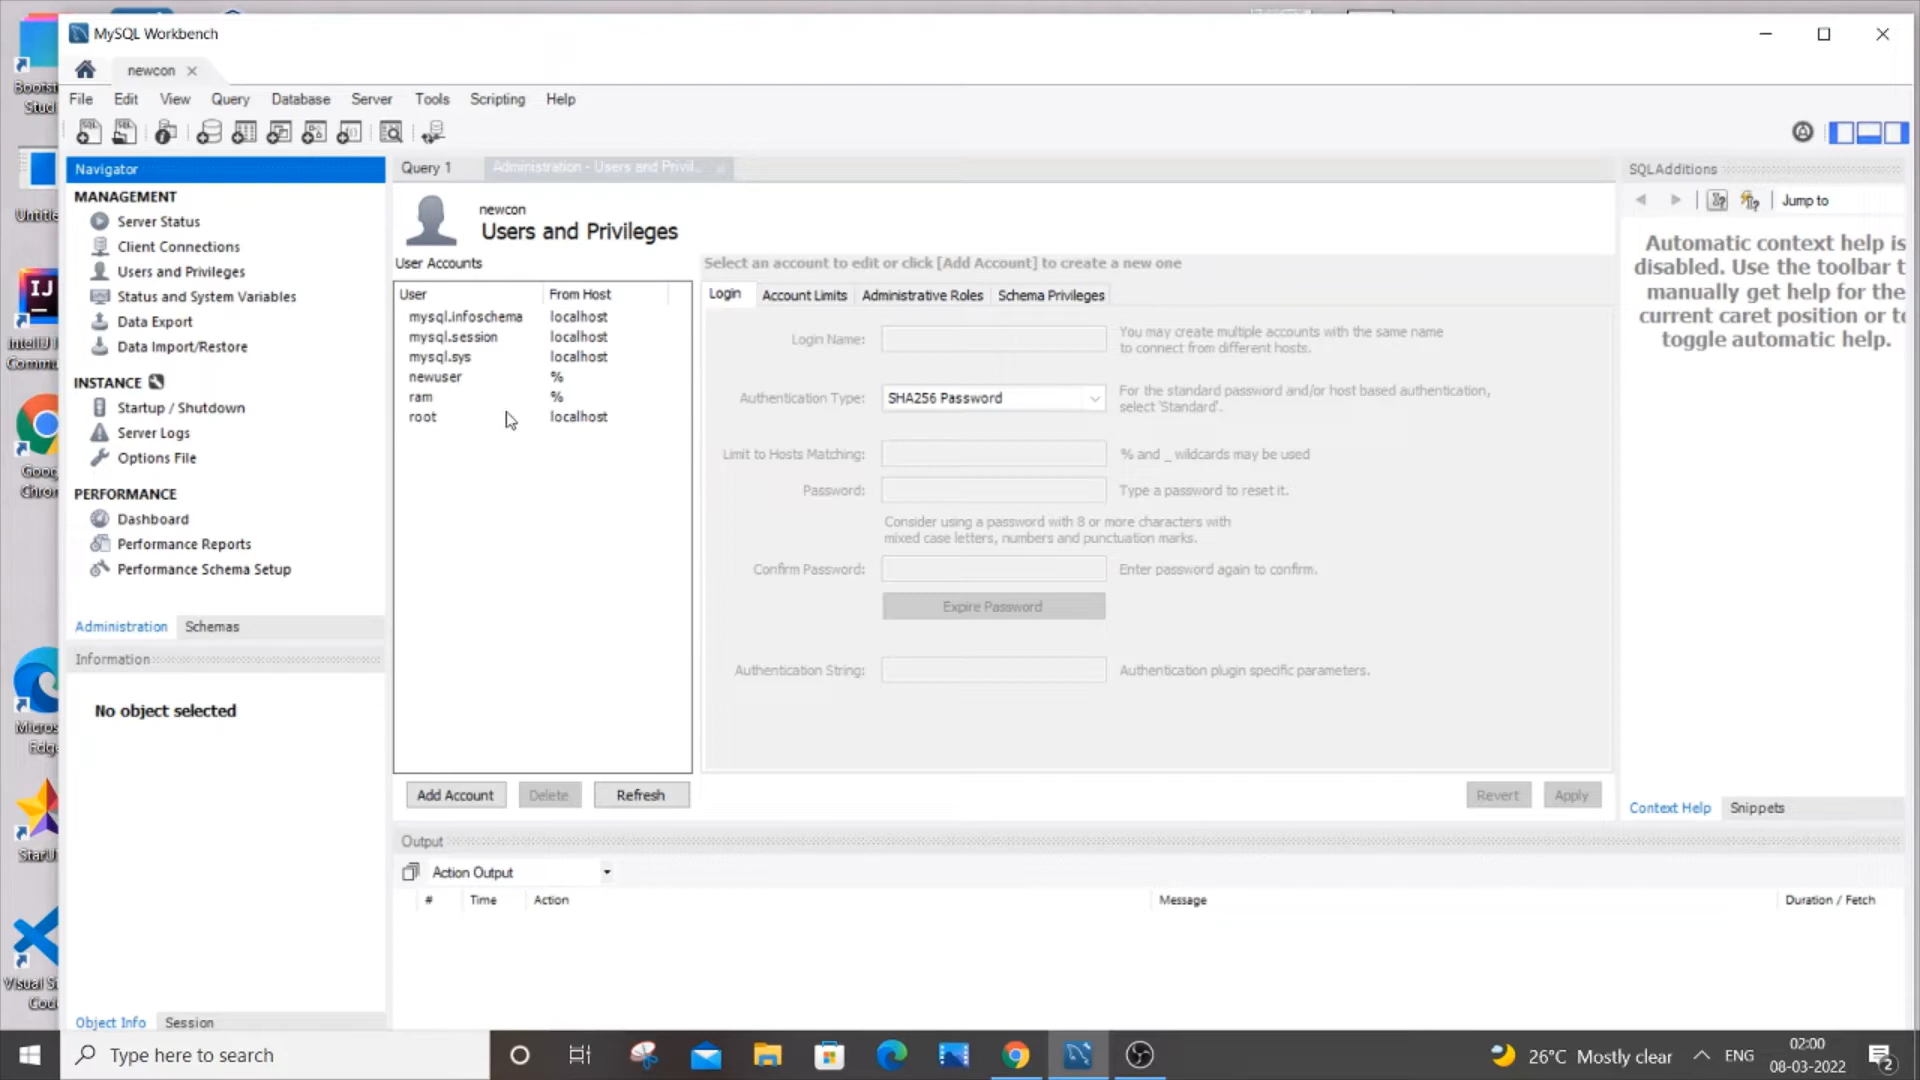 MySQL Workbench
newcon
File Edit View Query Database Server Tools Scripting Help
Navigator
MANAGEMENT
Server Status
Client Connections
Users and Privileges
Status and System Variables
Data Export
Data Import/Restore
INSTANCE
Startup / Shutdown
Server Logs
Options File
PERFORMANCE
Dashboard
Performance Reports
Performance Schema Setup
Administration Schemas
Information
No object selected
Object Info Session
Query 1 Administration - Users and Privil...
newcon
Users and Privileges
User Accounts
User From Host
mysql.infoschema localhost
mysql.session localhost
mysql.sys localhost
newuser %
ram %
root localhost
Add Account Delete Refresh
Select an account to edit or click [Add Account] to create a new one
Login Account Limits Administrative Roles Schema Privileges
Login Name:
You may create multiple accounts with the same name
to connect from different hosts.
Authentication Type: SHA256 Password
For the standard password and/or host based authentication,
select 'Standard'.
Limit to Hosts Matching: % and _ wildcards may be used
Password: Type a password to reset it.
Consider using a password with 8 or more characters with
mixed case letters, numbers and punctuation marks.
Confirm Password: Enter password again to confirm.
Expire Password
Authentication String: Authentication plugin specific parameters.
Revert Apply
SQLAdditions
Jump to
Automatic context help is
disabled. Use the toolbar t
manually get help for the
current caret position or to
toggle automatic help.
Context Help Snippets
Output
Action Output
# Time Action Message Duration / Fetch
Type here to search
26°C Mostly clear
ENG
02:00
08-03-2022
2